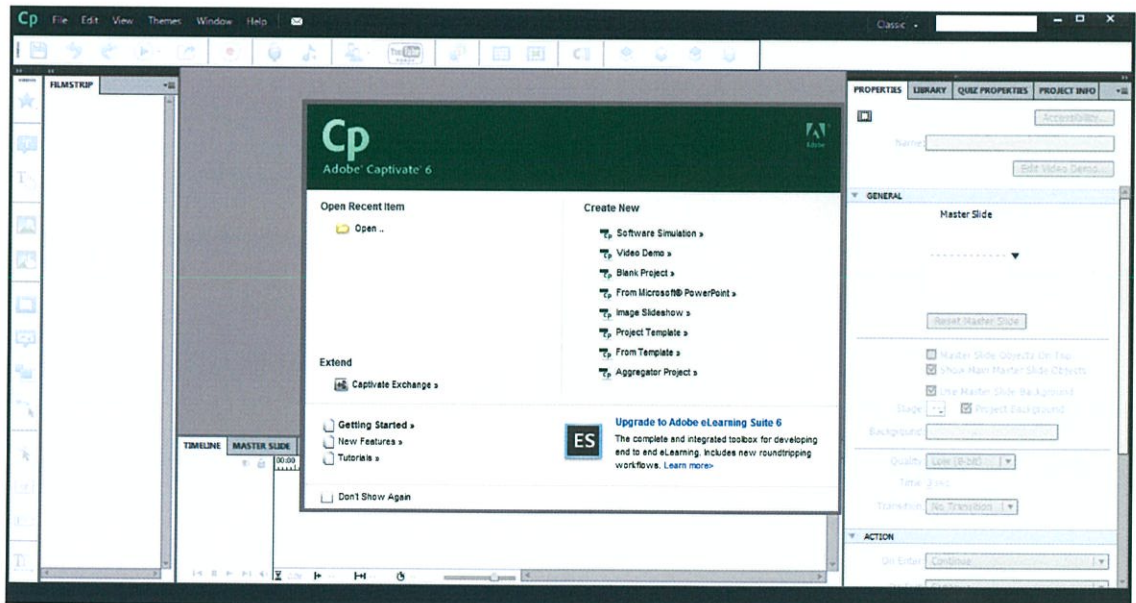 Cp File Edit View Themes Window Help
Classic
You Tube
FILMSTRIP
PROPERTIES LIBRARY QUIZ PROPERTIES PROJECT INFO
Accessibility...
Name:
Edit Video Demo...
GENERAL
Master Slide
Reset Master Slide
Master Slide Objects On Top
Show Main Master Slide Objects
Use Master Slide Background
Stage: Project Background
Background:
Quality: Low (8-bit)
Time:
Transition: No Transition
ACTION
On Enter: Continue
Cp
Adobe® Captivate® 6
Adobe
Open Recent Item
Open ..
Create New
Software Simulation »
Video Demo »
Blank Project »
From Microsoft® PowerPoint »
Image Slideshow »
Project Template »
From Template »
Aggregator Project »
Extend
Captivate Exchange »
Getting Started »
New Features »
Tutorials »
ES
Upgrade to Adobe eLearning Suite 6
The complete and integrated toolbox for developing
end to end eLearning. Includes new roundtripping
workflows. Learn more>
Don't Show Again
TIMELINE MASTER SLIDE
00:00